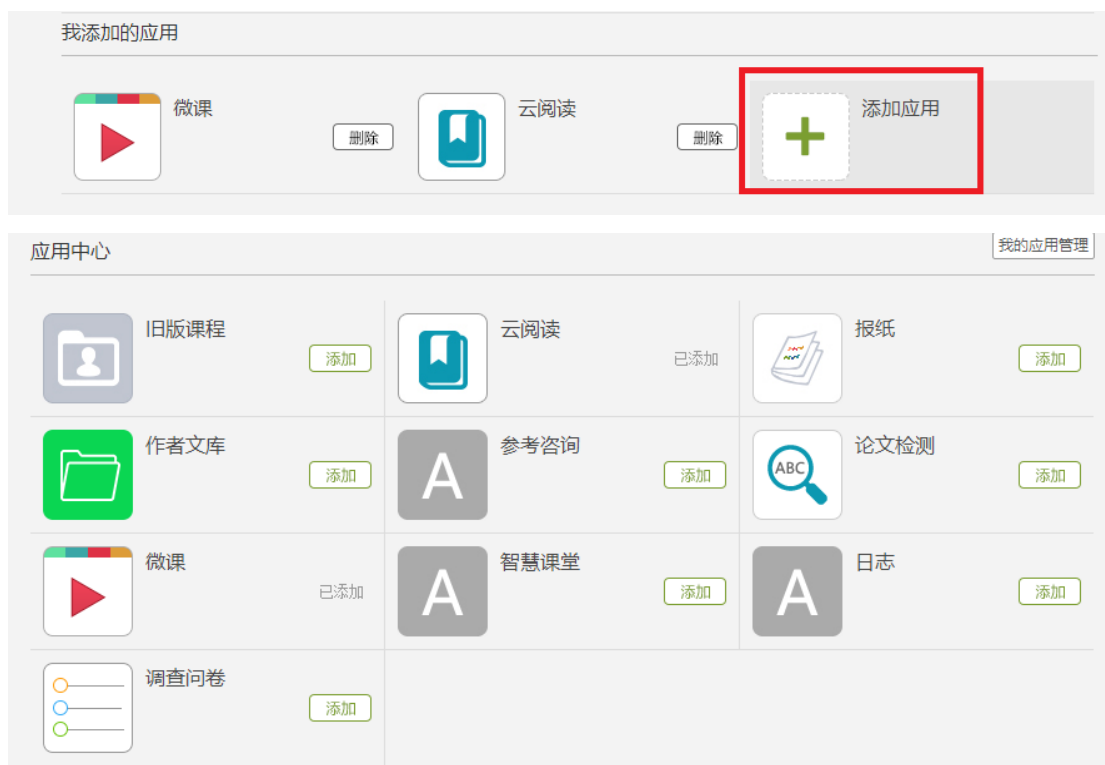 我添加的应用
微课
删除
云阅读
删除
添加应用
应用中心
我的应用管理
旧版课程
添加
云阅读
已添加
报纸
添加
作者文库
添加
A
参考咨询
添加
ABC
论文检测
添加
微课
已添加
A
智慧课堂
添加
A
日志
添加
调查问卷
添加